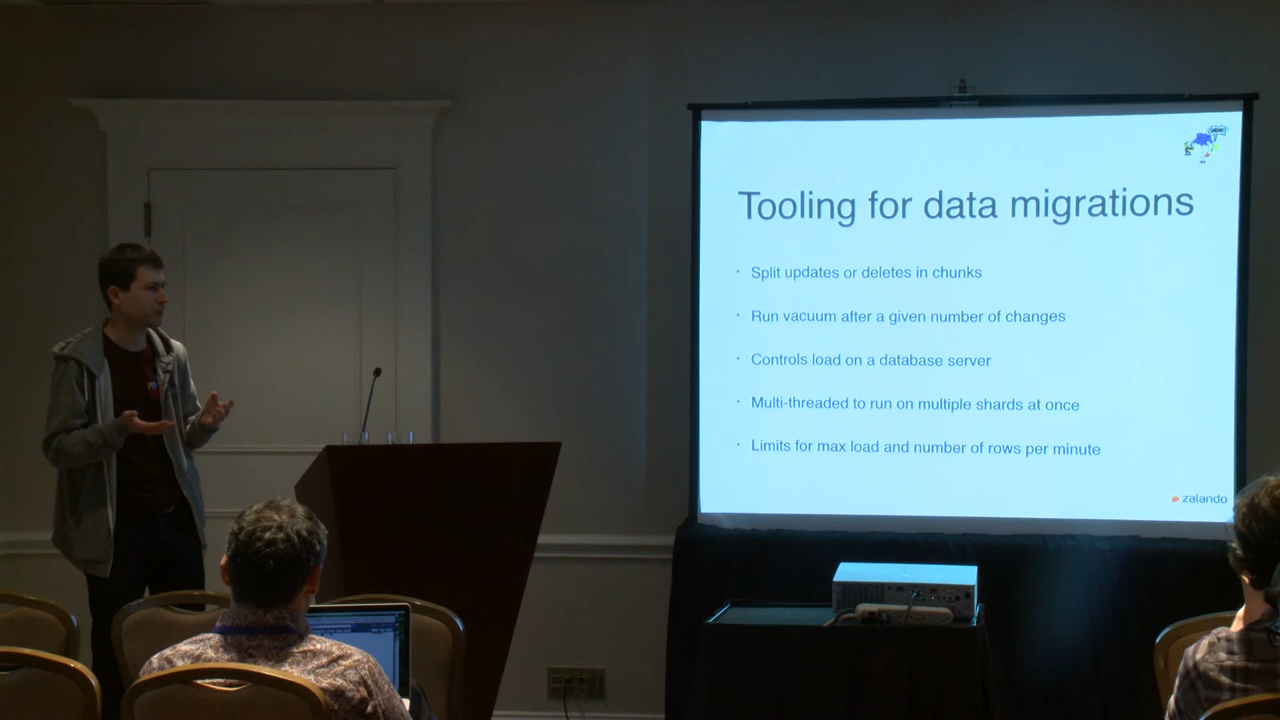 Tooling for data migrations
· Split updates or deletes in chunks
· Run vacuum after a given number of changes
· Controls load on a database server
· Multi-threaded to run on multiple shards at once
· Limits for max load and number of rows per minute
zalando